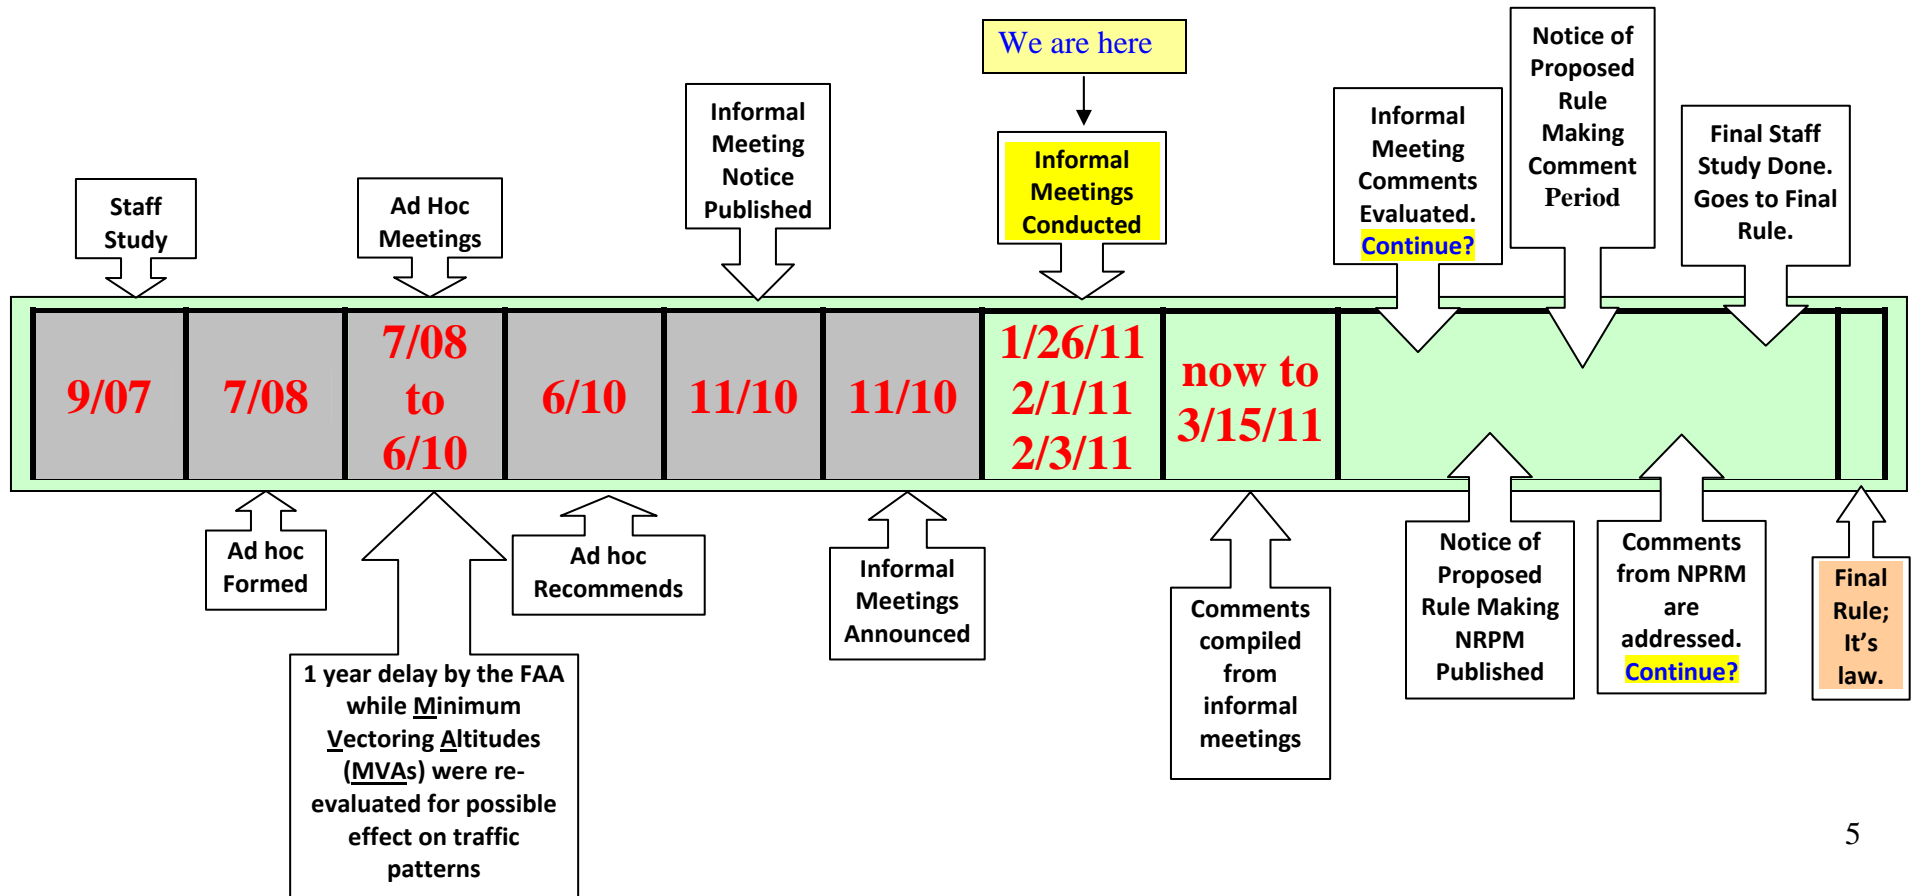 We are here
Staff
Study
Ad Hoc
Meetings
Informal
Meeting
Notice
Published
Informal
Meetings
Conducted
Informal
Meeting
Comments
Evaluated.
Continue?
Notice of
Proposed
Rule
Making
Comment
Period
Final Staff
Study Done.
Goes to Final
Rule.
9/07
7/08
7/08
to
6/10
6/10
11/10
11/10
1/26/11
2/1/11
2/3/11
now to
3/15/11
Ad hoc
Formed
1 year delay by the FAA
while Minimum
Vectoring Altitudes
(MVAs) were re-
evaluated for possible
effect on traffic
patterns
Ad hoc
Recommends
Informal
Meetings
Announced
Comments
compiled
from
informal
meetings
Notice of
Proposed
Rule Making
NRPM
Published
Comments
from NPRM
are
addressed.
Continue?
Final
Rule;
It's
law.
5